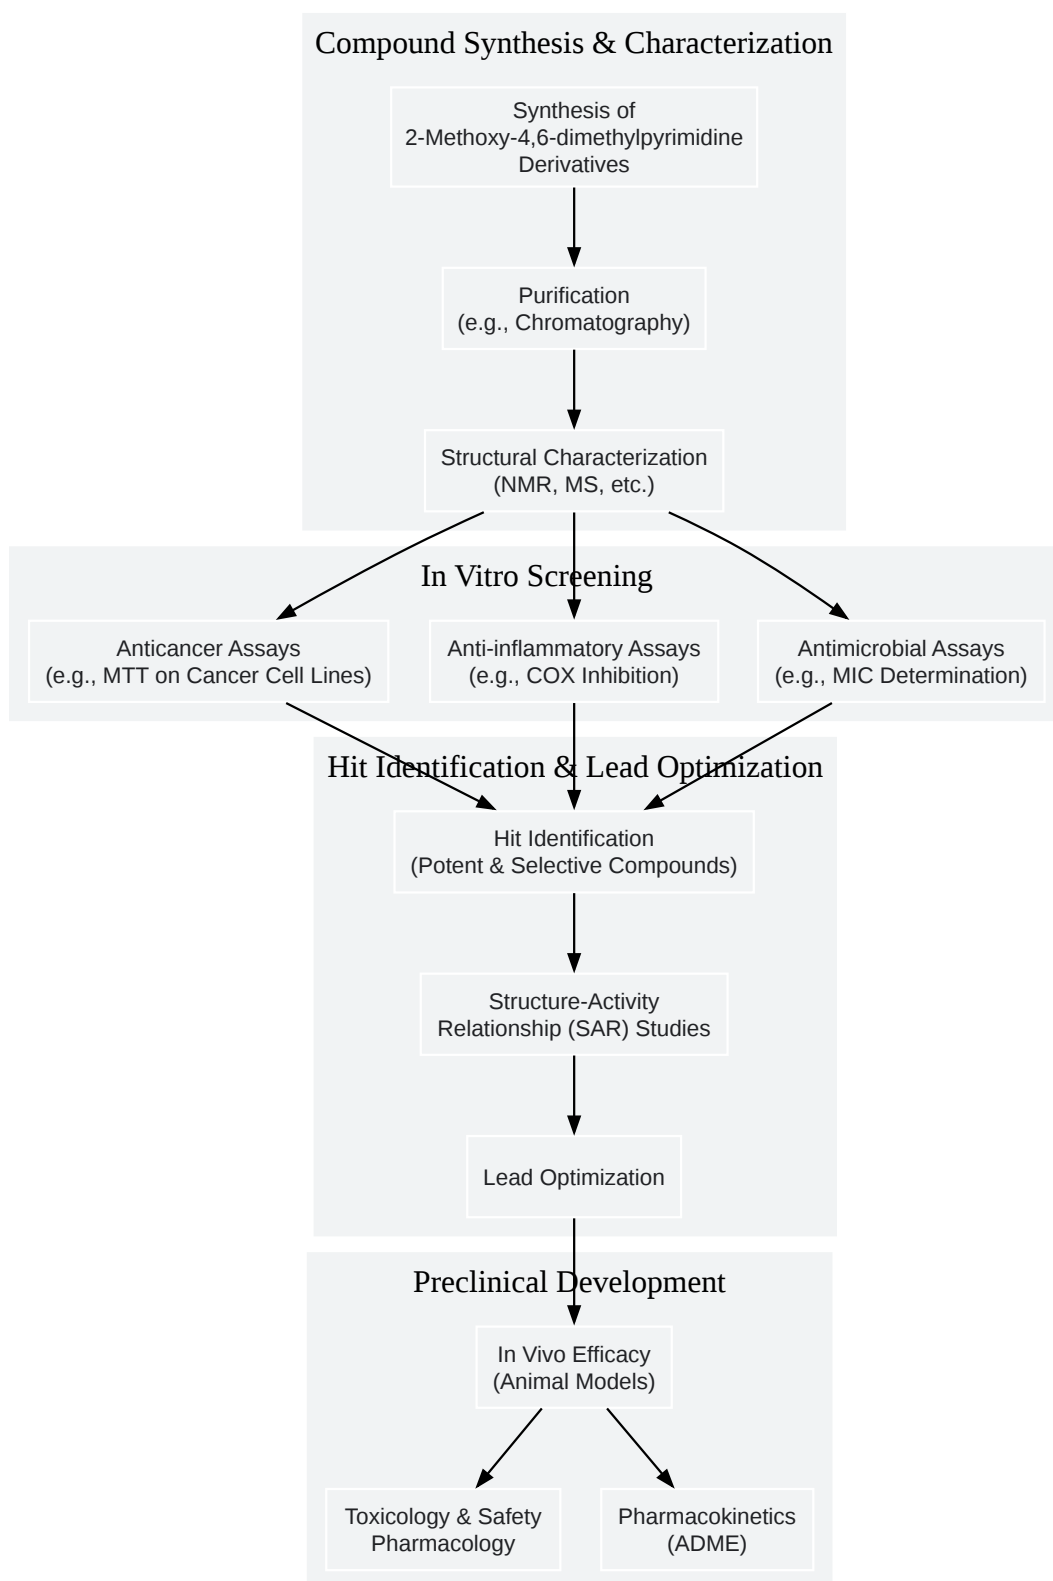 Compound Synthesis & Characterization
Synthesis of
2-Methoxy-4,6-dimethylpyrimidine
Derivatives
Purification
(e.g., Chromatography)
Structural Characterization
(NMR, MS, etc.)
In Vitro Screening
Anticancer Assays
(e.g., MTT on Cancer Cell Lines)
Anti-inflammatory Assays
(e.g., COX Inhibition)
Antimicrobial Assays
(e.g., MIC Determination)
Hit Identification & Lead Optimization
Hit Identification
(Potent & Selective Compounds)
Structure-Activity
Relationship (SAR) Studies
Lead Optimization
Preclinical Development
In Vivo Efficacy
(Animal Models)
Toxicology & Safety
Pharmacology
Pharmacokinetics
(ADME)